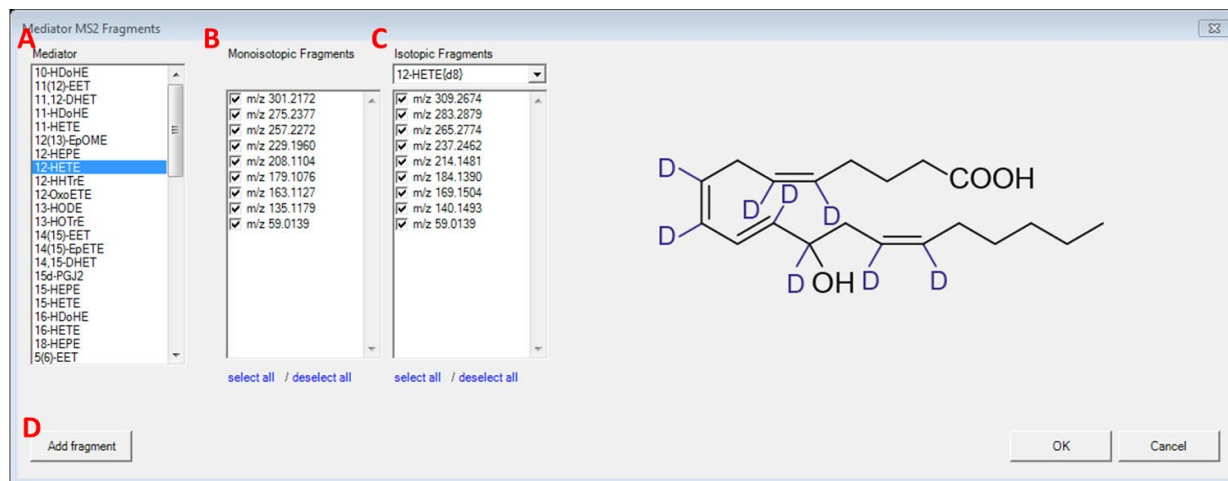 Mediator MS2 Fragments
A
B
C
Mediator
Monoisotopic Fragments
Isotopic Fragments
12-HETE{d8}
10-HDoHE
11(12)-EET
11,12-DHET
11-HDoHE
11-HETE
12(13)-EpOME
12-HEPE
12-HETE
12-HHTrE
12-OxoETE
13-HODE
13-HOTrE
14(15)-EET
14(15)-EpETE
14,15-DHET
15d-PGJ2
15-HEPE
15-HETE
16-HDoHE
16-HETE
18-HEPE
5(6)-EET
m/z 301.2172
m/z 275.2377
m/z 257.2272
m/z 229.1960
m/z 208.1104
m/z 179.1076
m/z 163.1127
m/z 135.1179
m/z 59.0139
m/z 309.2674
m/z 283.2879
m/z 265.2774
m/z 237.2462
m/z 214.1481
m/z 184.1390
m/z 169.1504
m/z 140.1493
m/z 59.0139
select all / deselect all
select all / deselect all
D
COOH
D
D
D
D
D
OH
D
D
D
Add fragment
OK
Cancel